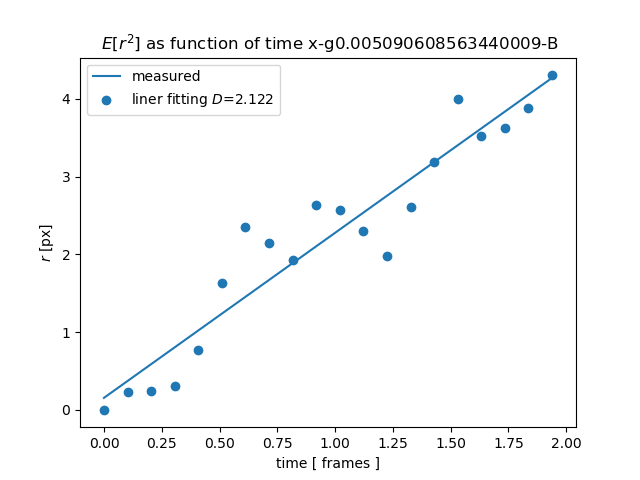 E[r²] as function of time x-g0.005090608563440009-B
measured
liner fitting D=2.122
4
3
2
1
0
r [px]
0.00 0.25 0.50 0.75 1.00 1.25 1.50 1.75 2.00
time [ frames ]